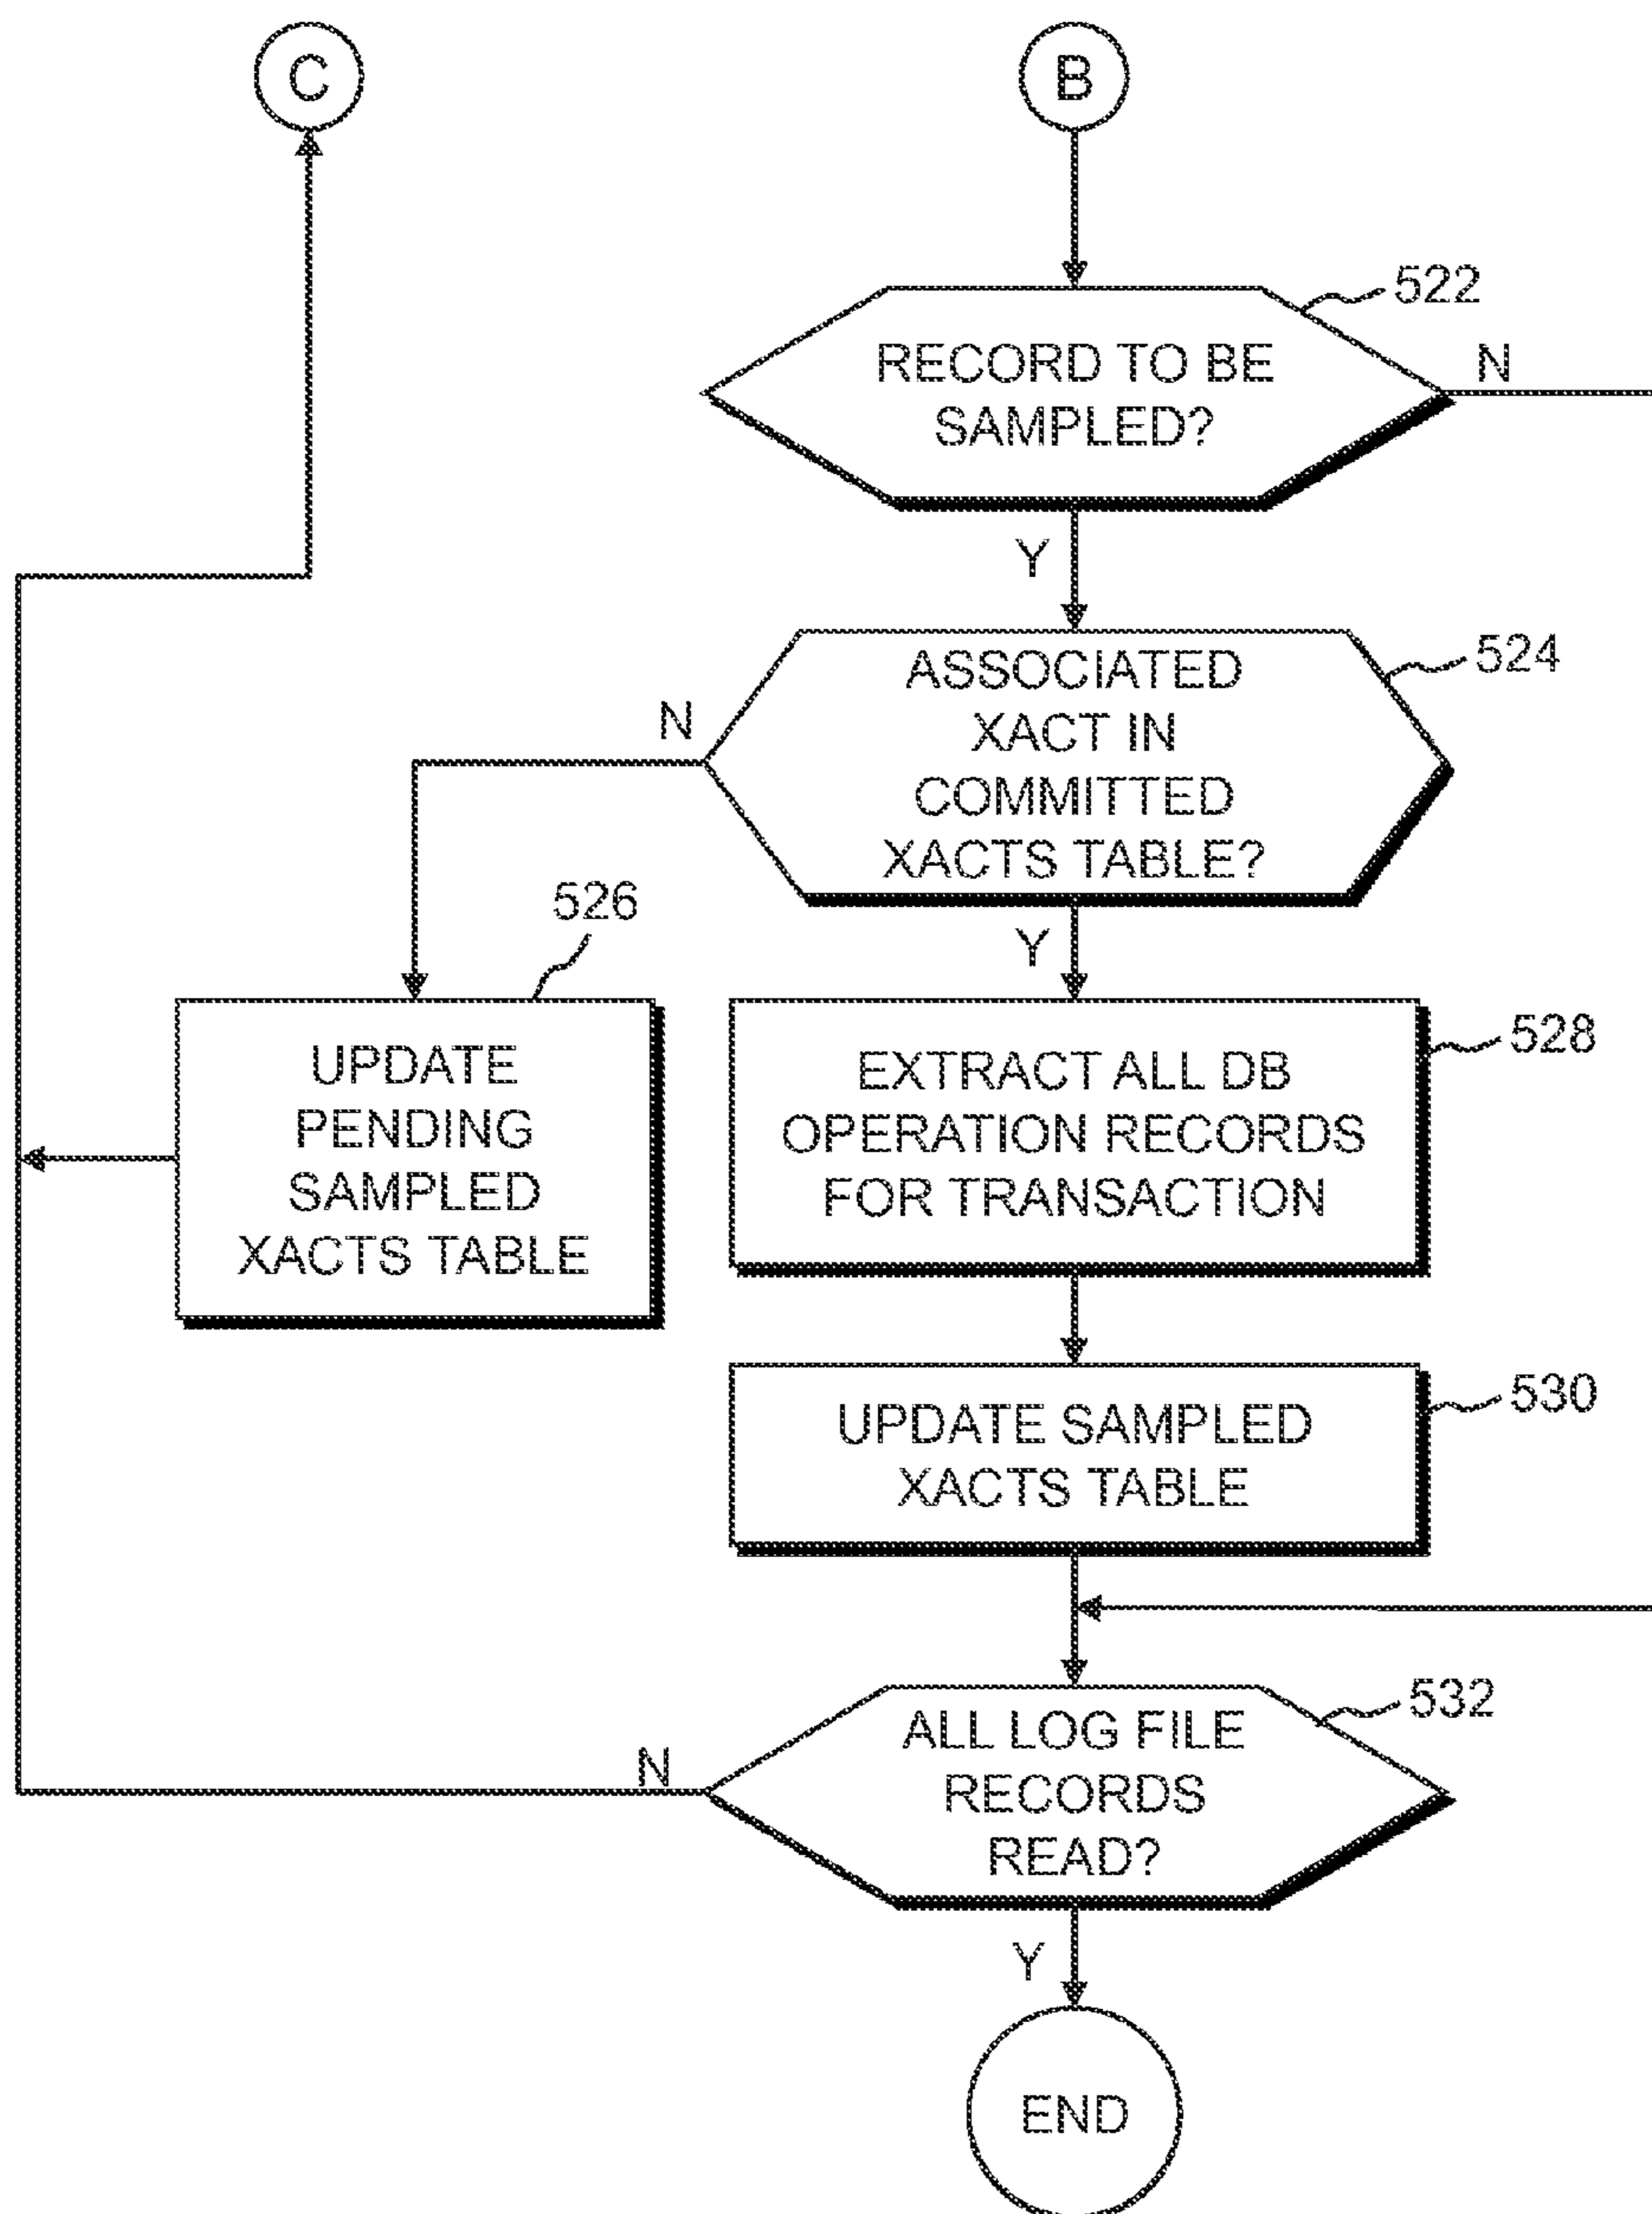 C
B
522
RECORD TO BE
SAMPLED?
N
Y
524
ASSOCIATED
XACT IN
COMMITTED
XACTS TABLE?
N
Y
526
UPDATE
PENDING
SAMPLED
XACTS TABLE
528
EXTRACT ALL DB
OPERATION RECORDS
FOR TRANSACTION
530
UPDATE SAMPLED
XACTS TABLE
532
ALL LOG FILE
RECORDS
READ?
N
Y
END